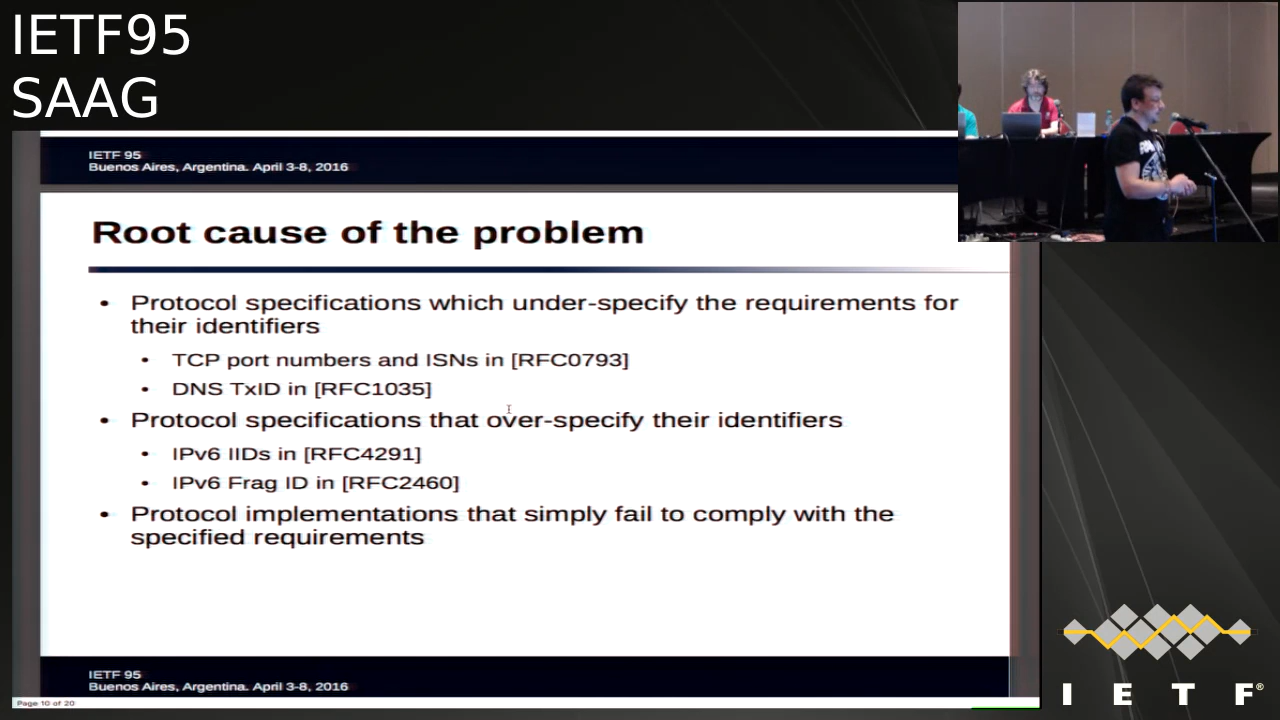 IETF95
SAAG
IETF 95
Buenos Aires, Argentina. April 3-8, 2016
Root cause of the problem
• Protocol specifications which under-specify the requirements for
their identifiers
• TCP port numbers and ISNs in [RFC0793]
• DNS TxID in [RFC1035]
• Protocol specifications that over-specify their identifiers
• IPv6 IIDs in [RFC4291]
• IPv6 Frag ID in [RFC2460]
• Protocol implementations that simply fail to comply with the
specified requirements
IETF 95
Buenos Aires, Argentina. April 3-8, 2016
Page 10 of 20
I E T F®